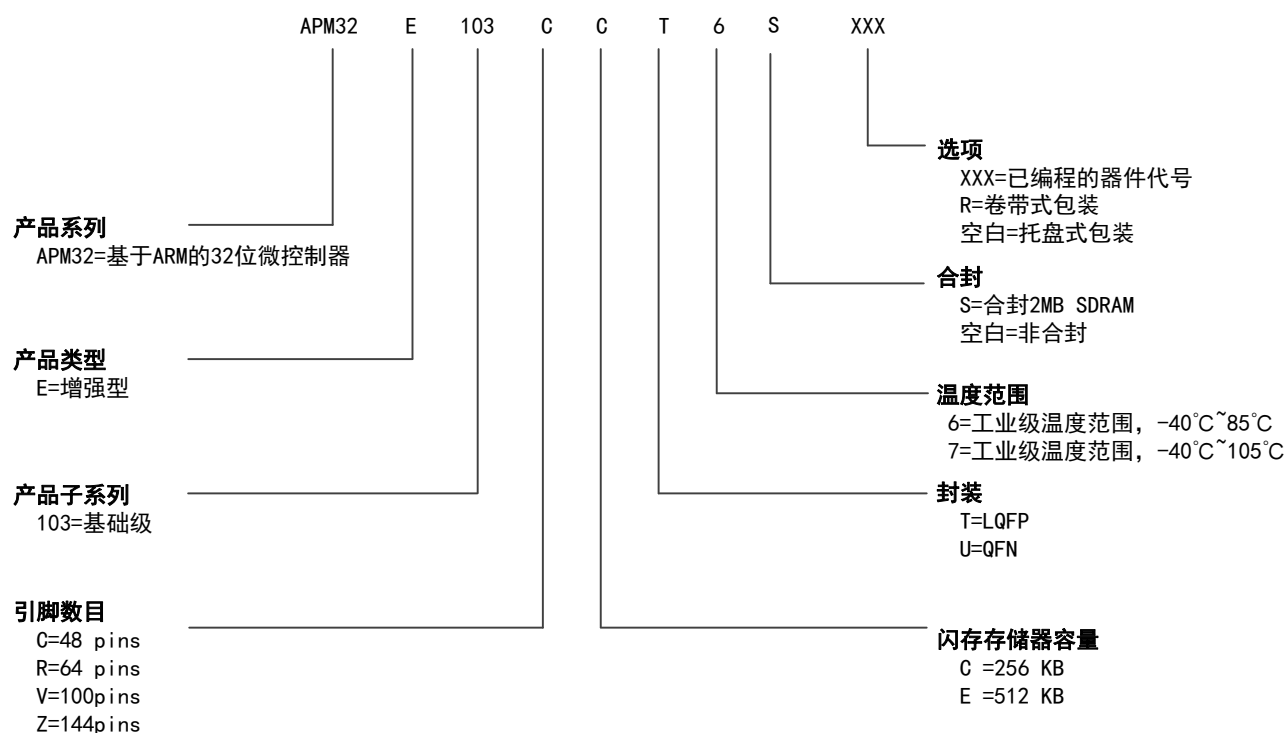 APM32 E 103 C C T 6 S XXX
产品系列
APM32=基于ARM的32位微控制器
产品类型
E=增强型
产品子系列
103=基础级
引脚数目
C=48 pins
R=64 pins
V=100pins
Z=144pins
选项
XXX=已编程的器件代号
R=卷带式包装
空白=托盘式包装
合封
S=合封2MB SDRAM
空白=非合封
温度范围
6=工业级温度范围，-40℃~85℃
7=工业级温度范围，-40℃~105℃
封装
T=LQFP
U=QFN
闪存存储器容量
C =256 KB
E =512 KB